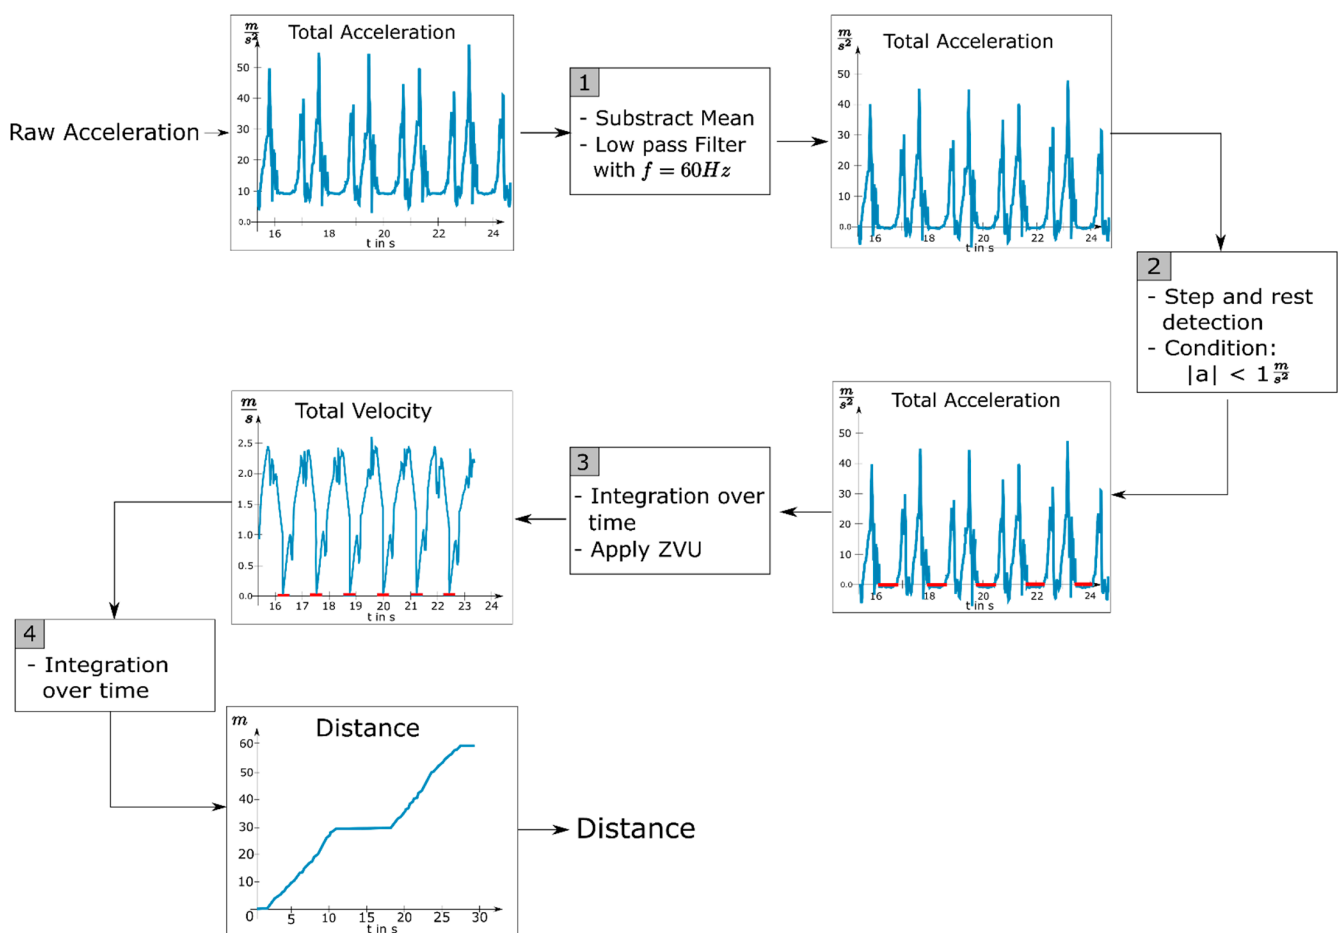 Raw Acceleration
m/s²
Total Acceleration
50
40
30
20
10
0.0
16
18
20
22
24
t in s
1
- Substract Mean
- Low pass Filter
with f = 60Hz
m/s²
Total Acceleration
50
40
30
20
10
0.0
16
18
20
22
24
t in s
2
- Step and rest
detection
- Condition:
|a| < 1 m/s²
m/s²
Total Acceleration
50
40
30
20
10
0.0
16
18
20
22
24
t in s
3
- Integration over
time
- Apply ZVU
m/s
Total Velocity
2.5
2.0
1.5
1.0
0.5
0.0
16
17
18
19
20
21
22
23
24
t in s
4
- Integration
over time
m
Distance
60
50
40
30
20
10
0
5
10
15
20
25
30
t in s
Distance